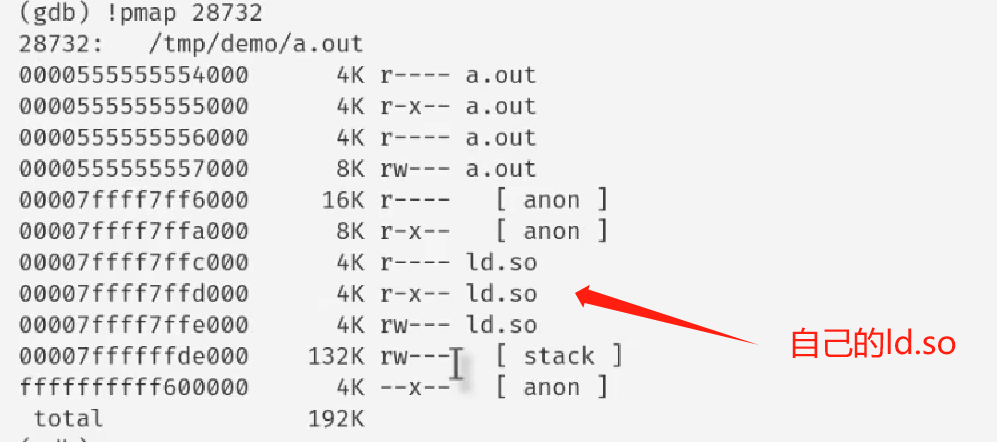 (gdb) !pmap 28732
28732:   /tmp/demo/a.out
0000555555554000      4K r---- a.out
0000555555555000      4K r-x-- a.out
0000555555556000      4K r---- a.out
0000555555557000      8K rw--- a.out
00007ffff7ff6000     16K r----   [ anon ]
00007ffff7ffa000      8K r-x--   [ anon ]
00007ffff7ffc000      4K r---- ld.so
00007ffff7ffd000      4K r-x-- ld.so
00007ffff7ffe000      4K rw--- ld.so
自己的ld.so
00007ffffffde000    132K rw---   [ stack ]
ffffffffff600000      4K --x--   [ anon ]
 total              192K